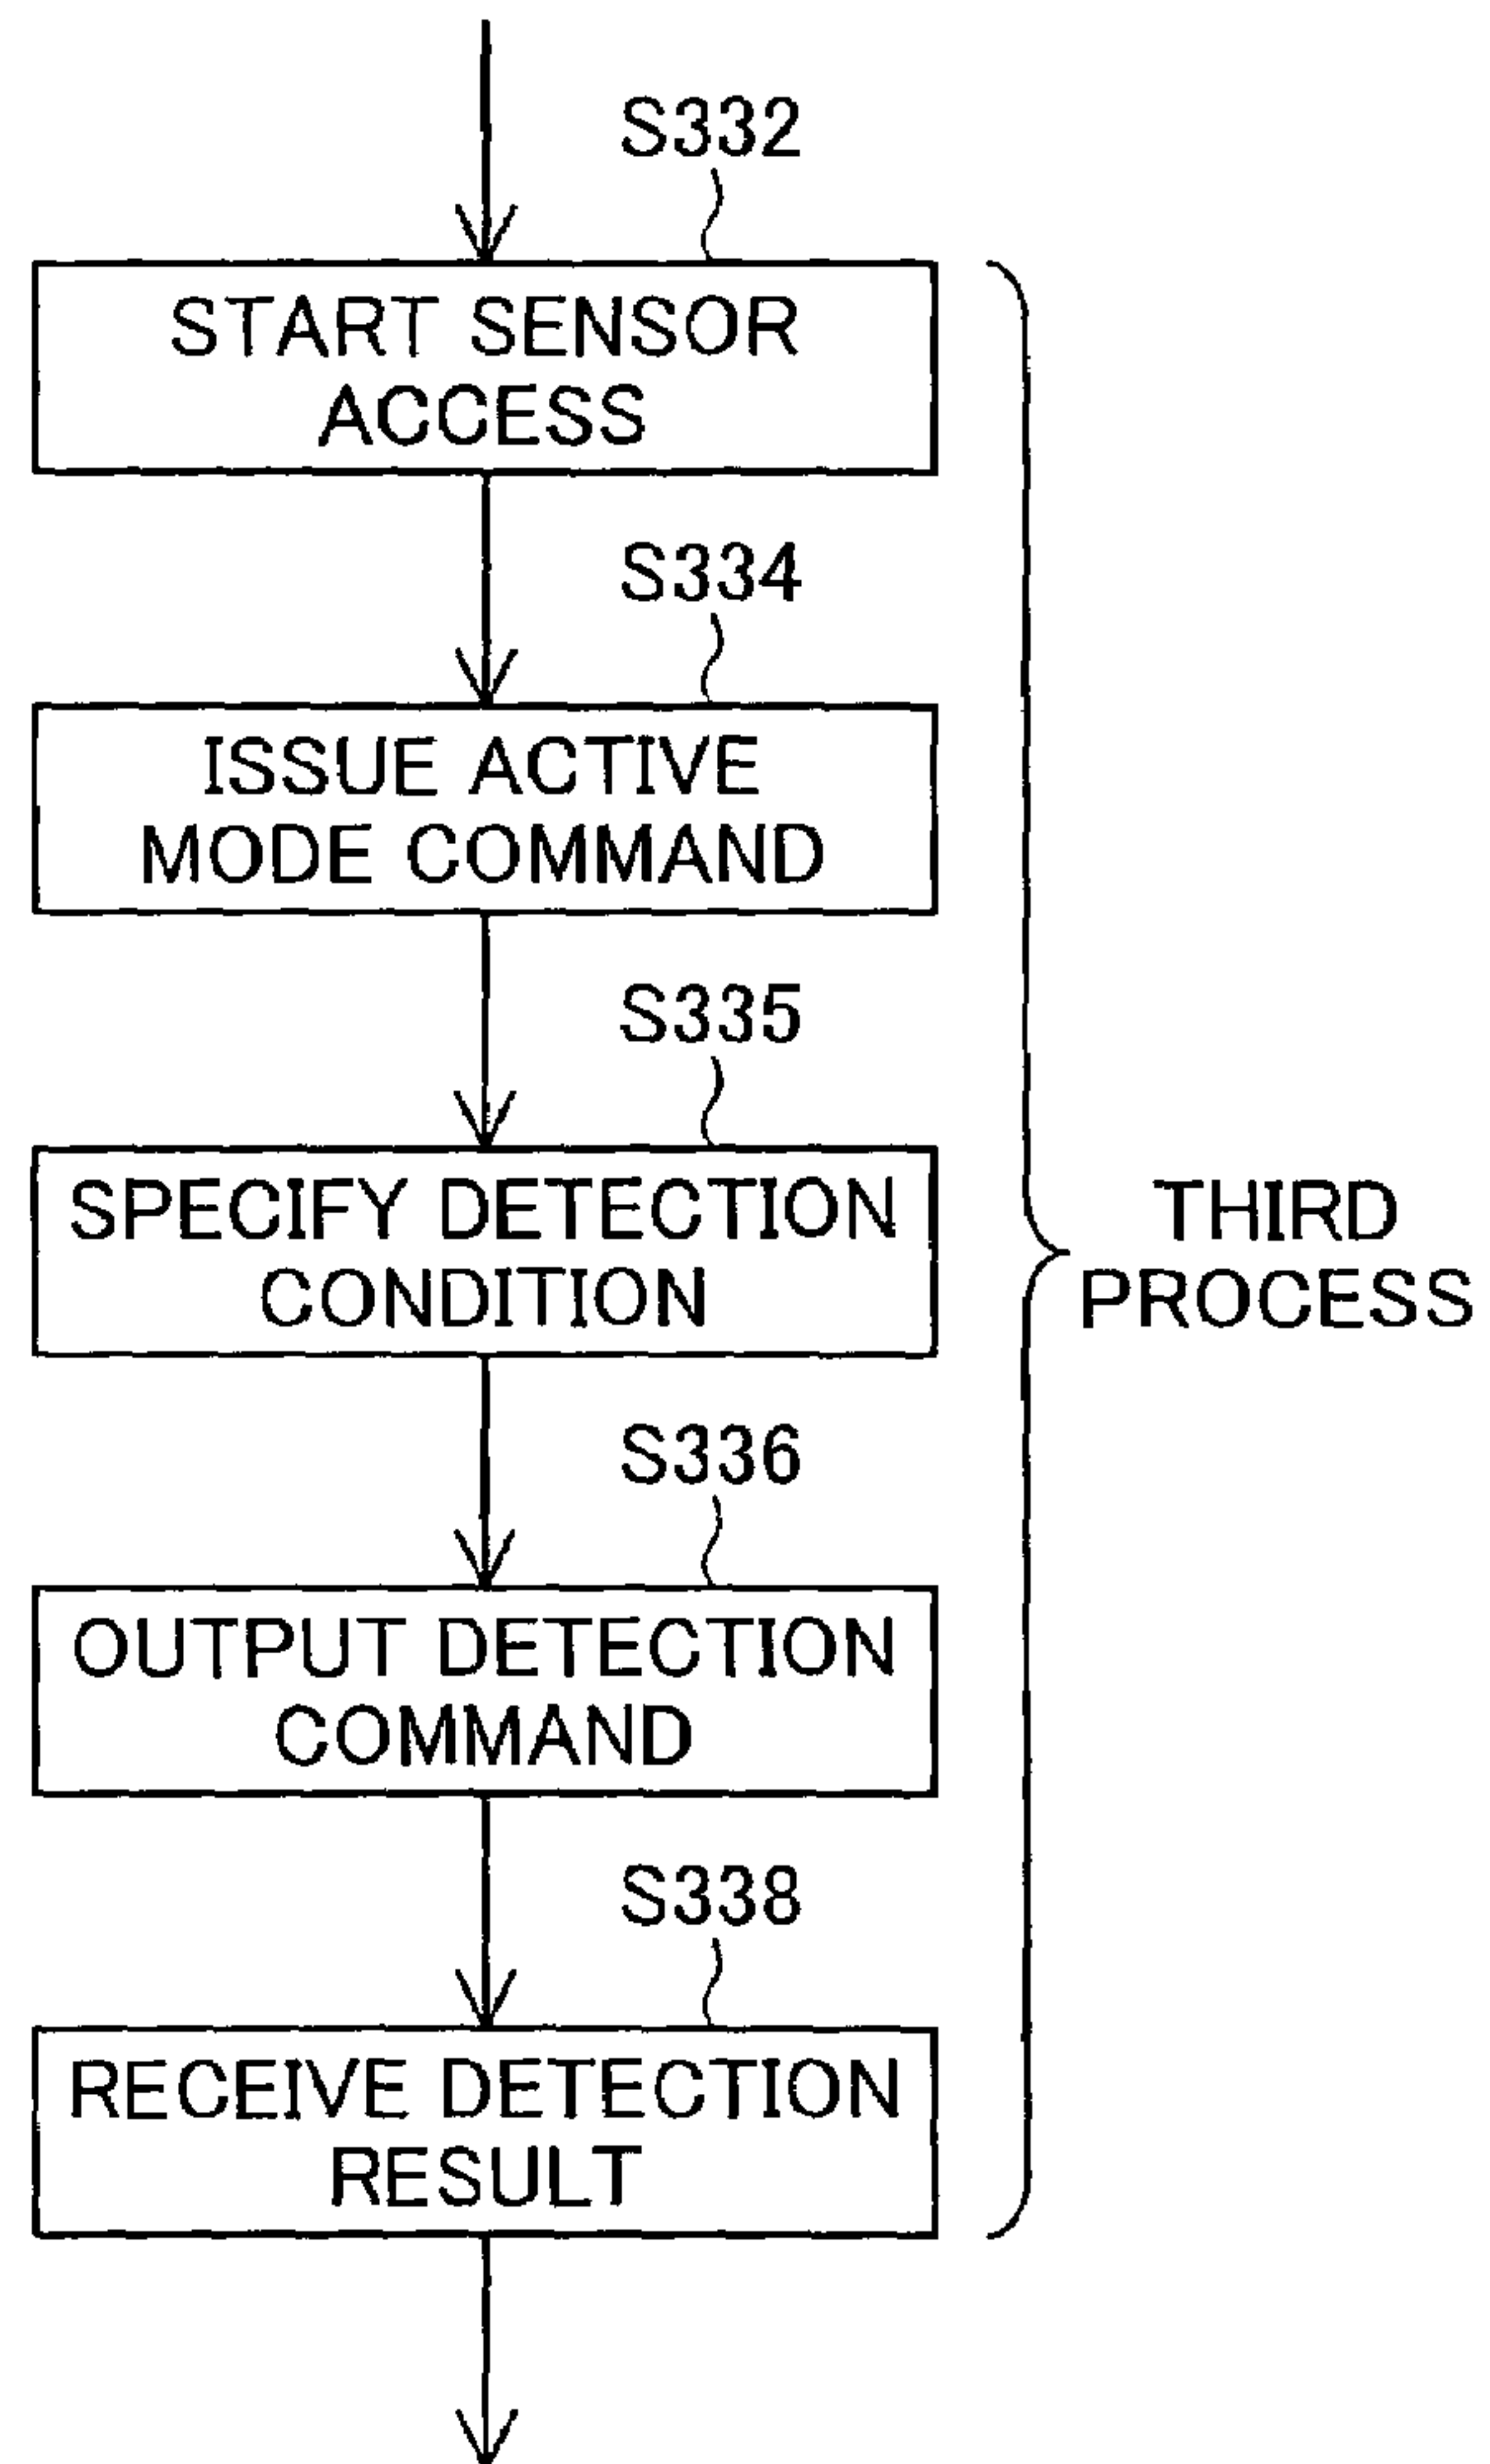 S332
START SENSOR
ACCESS
S334
ISSUE ACTIVE
MODE COMMAND
S335
SPECIFY DETECTION
CONDITION
THIRD
PROCESS
S336
OUTPUT DETECTION
COMMAND
S338
RECEIVE DETECTION
RESULT